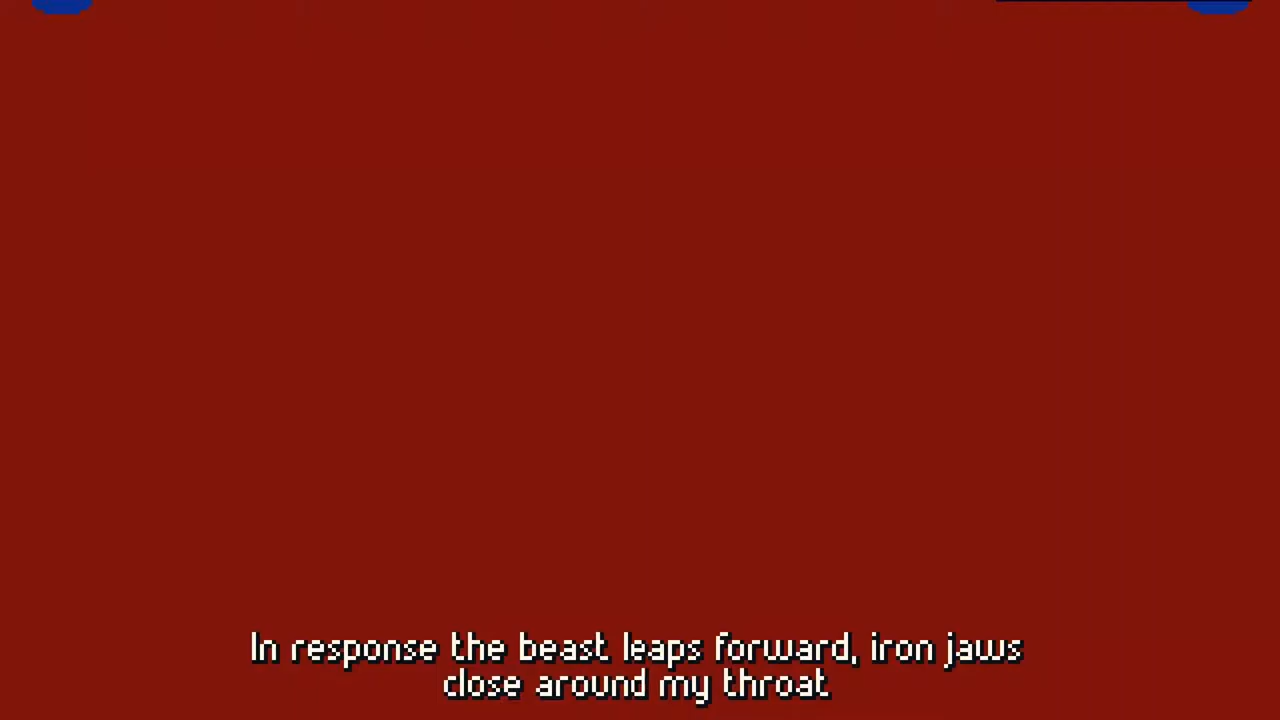 In response the beast leaps forward, iron jaws
close around my throat